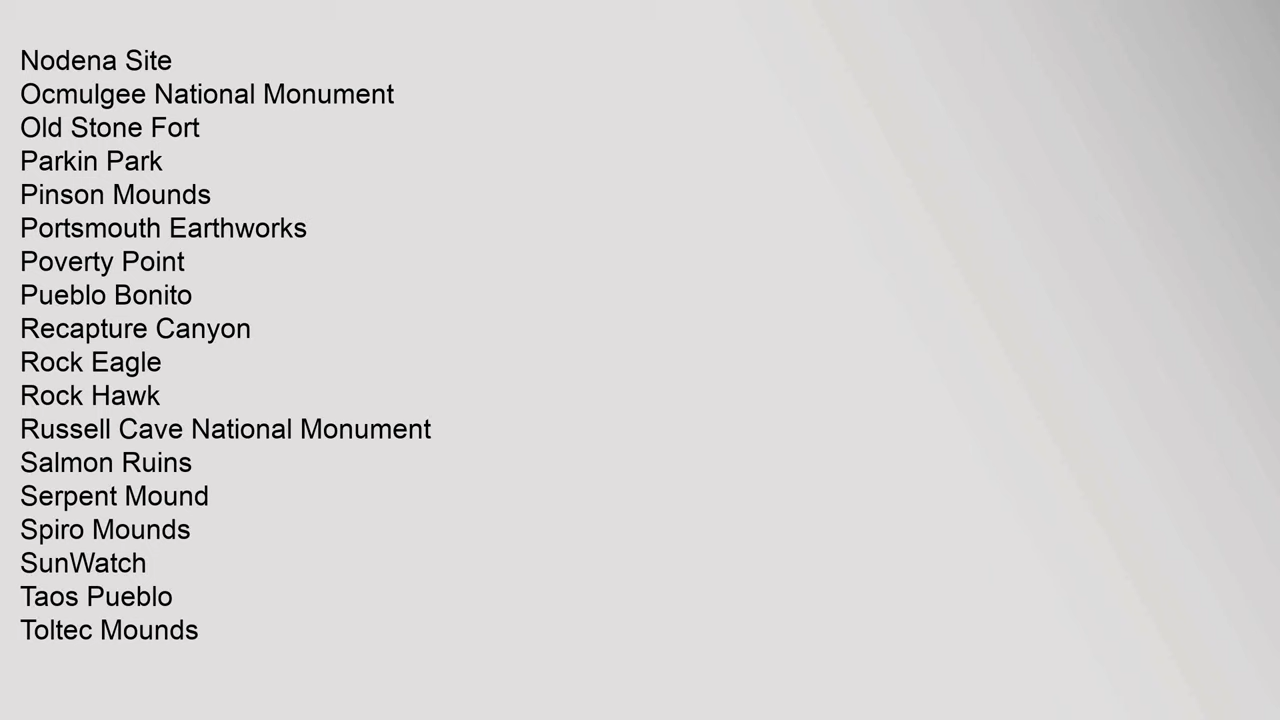 Nodena Site
Ocmulgee National Monument
Old Stone Fort
Parkin Park
Pinson Mounds
Portsmouth Earthworks
Poverty Point
Pueblo Bonito
Recapture Canyon
Rock Eagle
Rock Hawk
Russell Cave National Monument
Salmon Ruins
Serpent Mound
Spiro Mounds
SunWatch
Taos Pueblo
Toltec Mounds